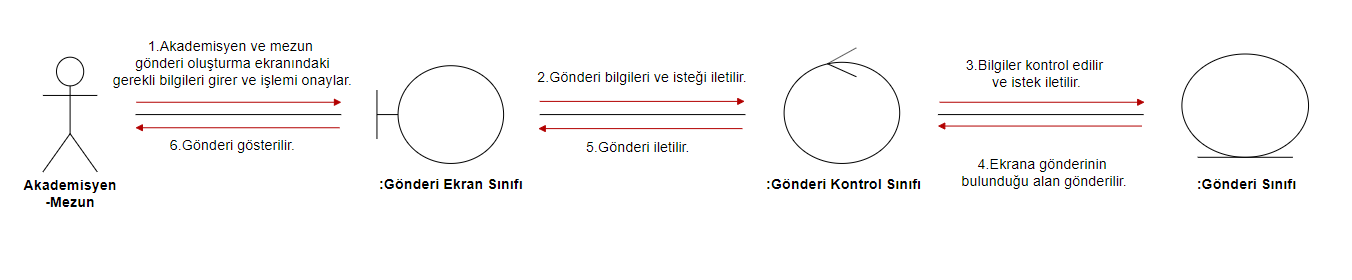 1.Akademisyen ve mezun
gönderi oluşturma ekranındaki
gerekli bilgileri girer ve işlemi onaylar.
6.Gönderi gösterilir.
Akademisyen
-Mezun
:Gönderi Ekran Sınıfı
2.Gönderi bilgileri ve isteği iletilir.
5.Gönderi iletilir.
:Gönderi Kontrol Sınıfı
3.Bilgiler kontrol edilir
ve istek iletilir.
4.Ekrana gönderinin
bulunduğu alan gönderilir.
:Gönderi Sınıfı